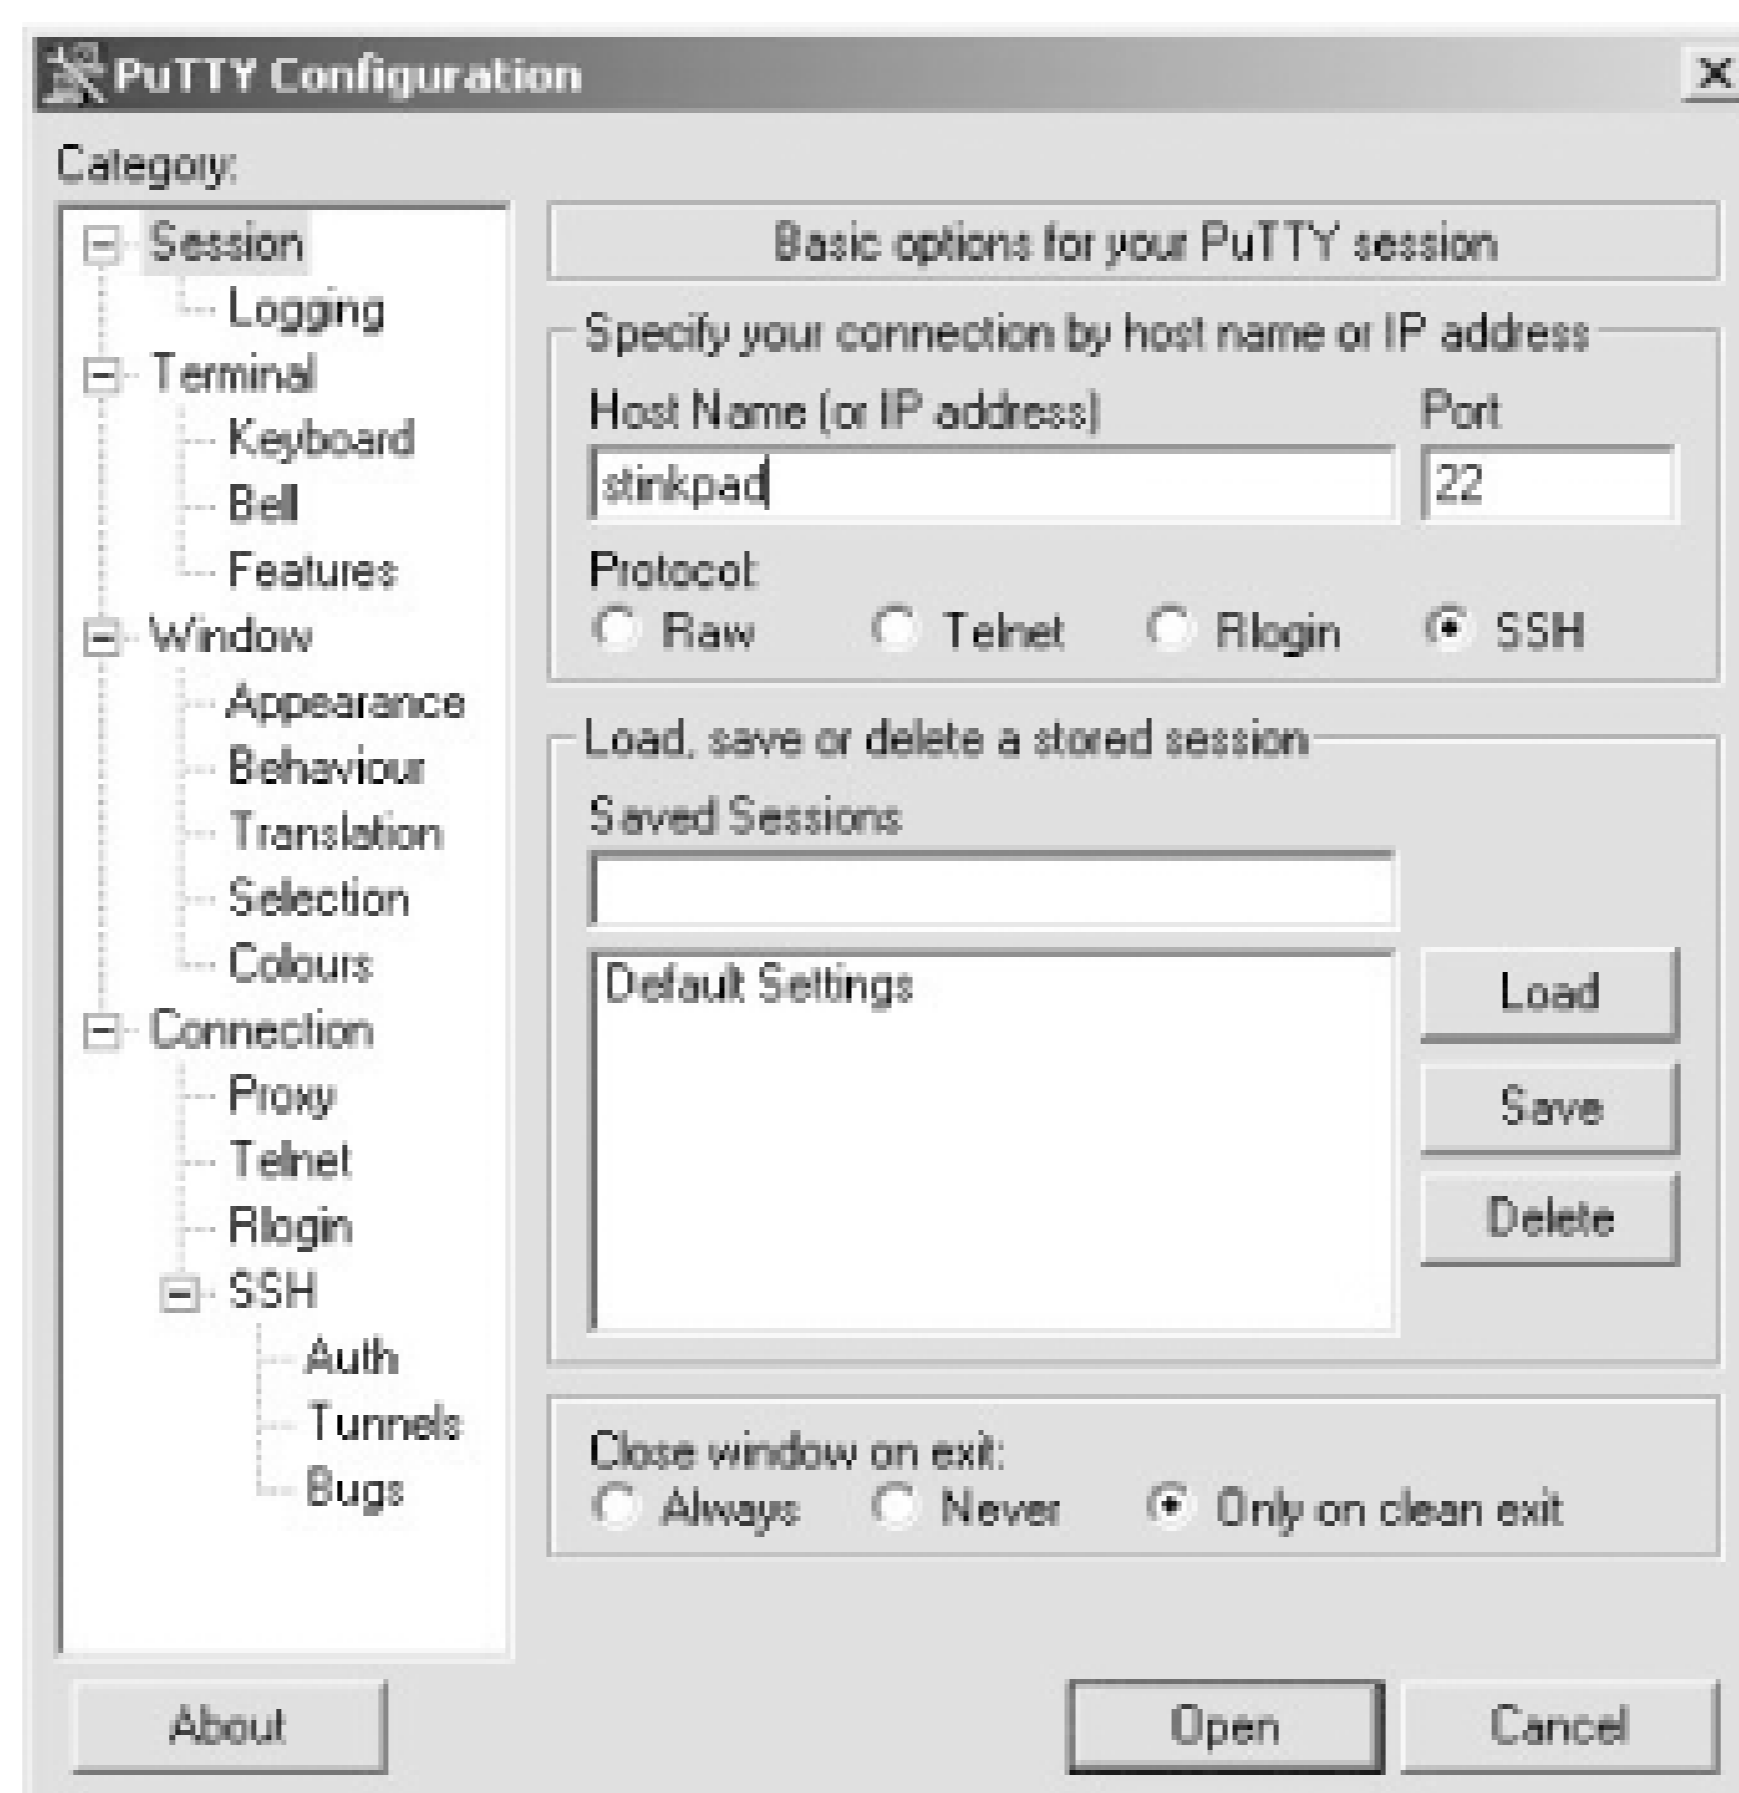 PuTTY Configuration
Category:
Session
Logging
Terminal
Keyboard
Bell
Features
Window
Appearance
Behaviour
Translation
Selection
Colours
Connection
Proxy
Telnet
Rlogin
SSH
Auth
Tunnels
Bugs
Basic options for your PuTTY session
Specify your connection by host name or IP address
Host Name (or IP address) Port
stinkpad 22
Protocol:
Raw Telnet Rlogin SSH
Load, save or delete a stored session
Saved Sessions
Default Settings
Load
Save
Delete
Close window on exit:
Always Never Only on clean exit
About Open Cancel